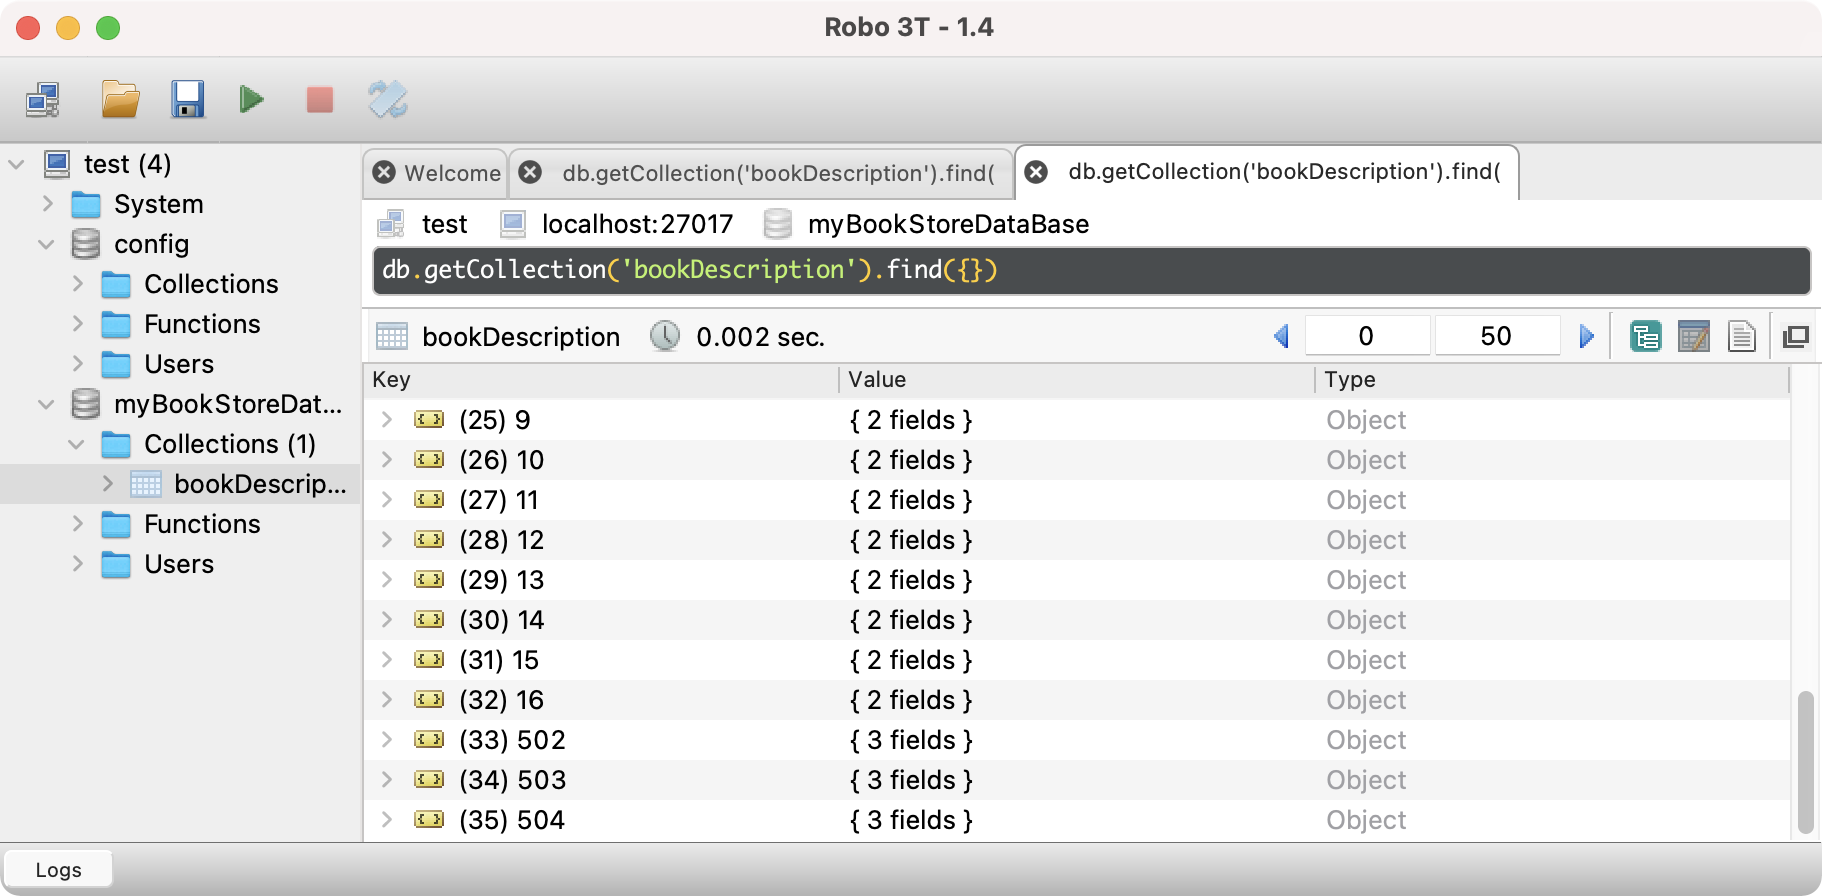 Robo 3T - 1.4
test (4)
System
config
Collections
Functions
Users
myBookStoreDat...
Collections (1)
bookDescrip...
Functions
Users
Welcome
db.getCollection('bookDescription').find(
db.getCollection('bookDescription').find(
test localhost:27017 myBookStoreDataBase
db.getCollection('bookDescription').find({})
bookDescription 0.002 sec. 0 50
Key Value Type
(25) 9 { 2 fields } Object
(26) 10 { 2 fields } Object
(27) 11 { 2 fields } Object
(28) 12 { 2 fields } Object
(29) 13 { 2 fields } Object
(30) 14 { 2 fields } Object
(31) 15 { 2 fields } Object
(32) 16 { 2 fields } Object
(33) 502 { 3 fields } Object
(34) 503 { 3 fields } Object
(35) 504 { 3 fields } Object
Logs